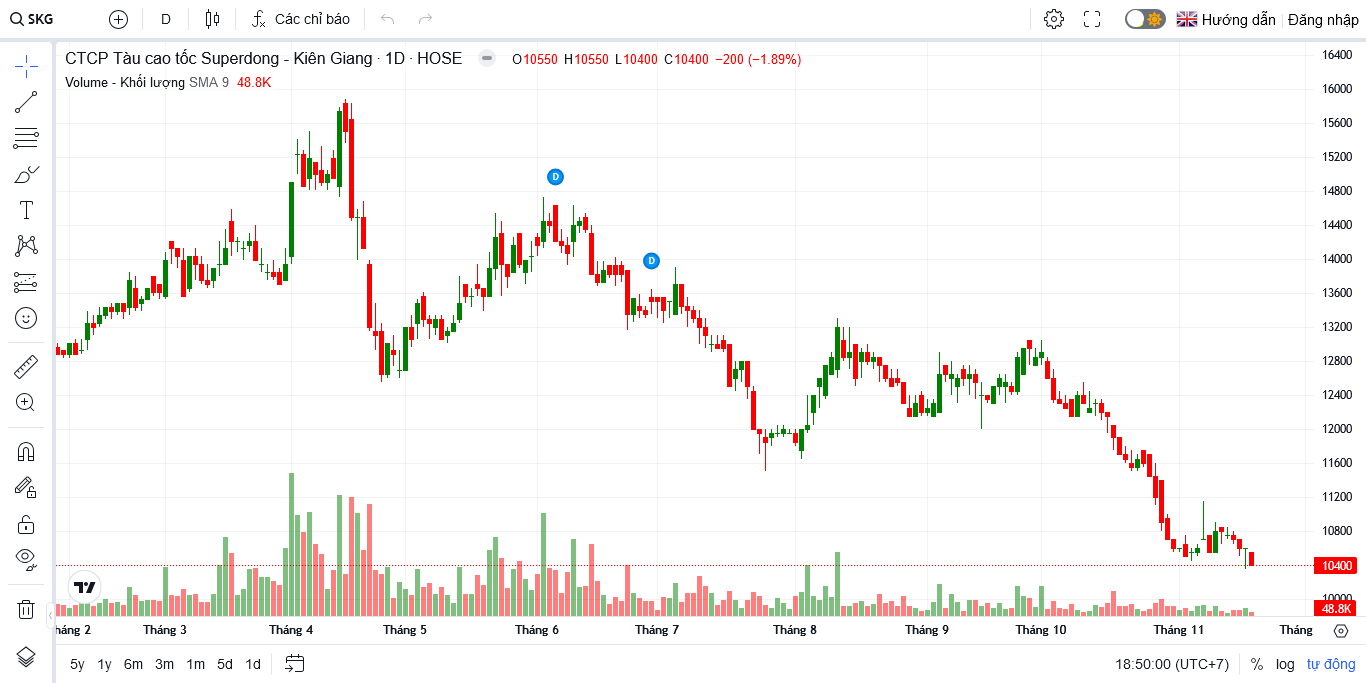 SKG D Các chỉ báo Hướng dẫn Đăng nhập
CTCP Tàu cao tốc Superdong - Kiên Giang · 1D · HOSE O10550 H10550 L10400 C10400 −200 (−1.89%)
Volume - Khối lượng SMA 9 48.8K
16400
16000
15600
15200
D
14800
14400
D
14000
13600
13200
12800
12400
12000
11600
11200
10800
10400
10000
48.8K
háng 2 Tháng 3 Tháng 4 Tháng 5 Tháng 6 Tháng 7 Tháng 8 Tháng 9 Tháng 10 Tháng 11 Tháng
5y 1y 6m 3m 1m 5d 1d 18:50:00 (UTC+7) % log tự động